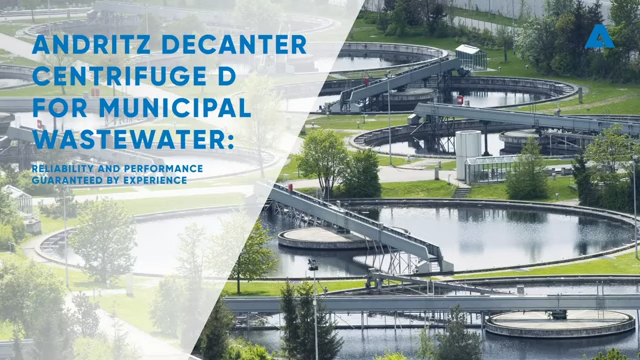 ANDRITZ DECANTER
CENTRIFUGE D
FOR MUNICIPAL
WASTEWATER:
RELIABILITY AND PERFORMANCE
GUARANTEED BY EXPERIENCE